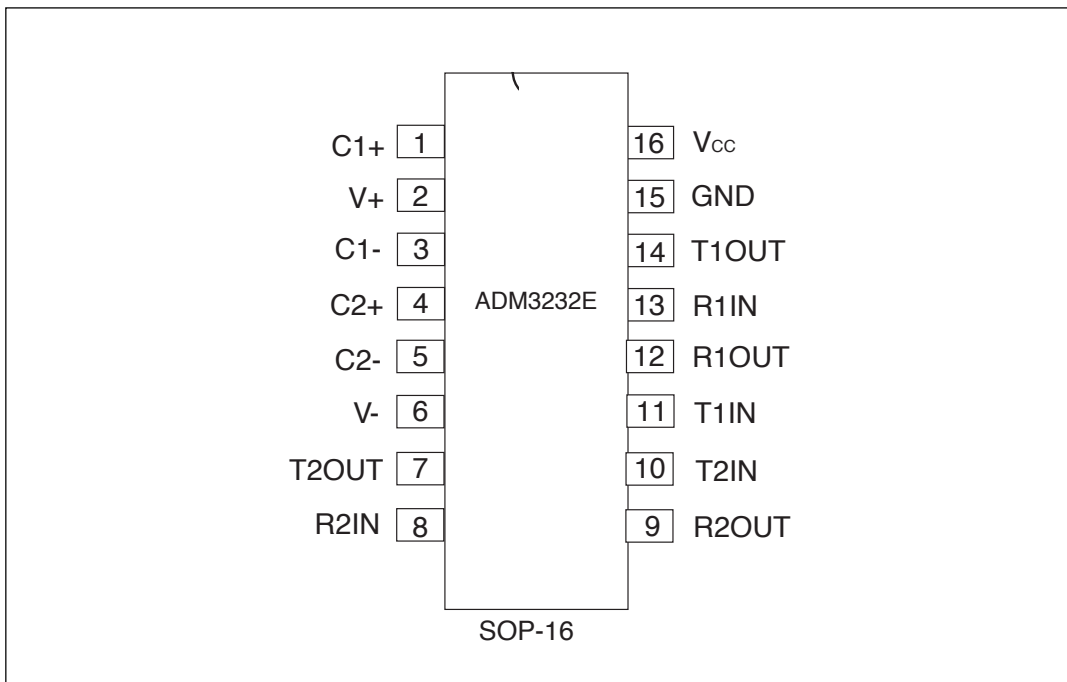 C1+ 1
V+ 2
C1- 3
C2+ 4
C2- 5
V- 6
T2OUT 7
R2IN 8
ADM3232E
16 Vcc
15 GND
14 T1OUT
13 R1IN
12 R1OUT
11 T1IN
10 T2IN
9 R2OUT
SOP-16